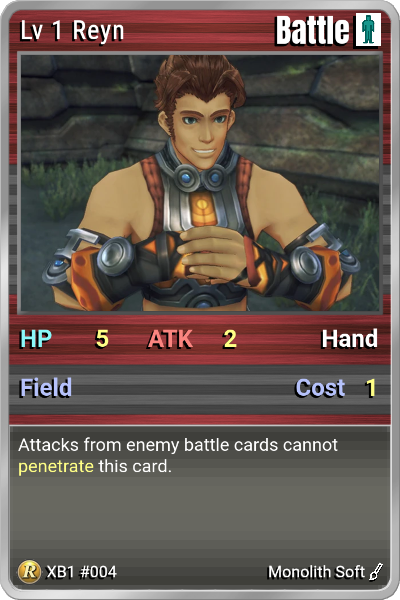 Lv 1 Reyn Battle
HP 5 ATK 2 Hand
Field Cost 1
Attacks from enemy battle cards cannot
penetrate this card.
R XB1 #004 Monolith Soft